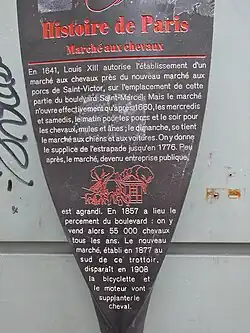 Histoire de Paris
Marché aux chevaux
En 1641, Louis XIII autorise l'établissement d'un
marché aux chevaux près du nouveau marché aux
porcs de Saint-Victor, sur l'emplacement de cette
partie du boulevard Saint-Marcel. Mais le marché
n'ouvre effectivement qu'après 1660, les mercredis
et samedis, le matin pour les porcs et le soir pour
les chevaux, mules et ânes ; le dimanche, se tient
le marché aux chiens et aux voitures. On y donne
le supplice de l'estrapade jusqu'en 1776. Peu
après, le marché, devenu entreprise publique,
est agrandi. En 1857 a lieu le
percement du boulevard : on y
vend alors 55 000 chevaux
tous les ans. Le nouveau
marché, établi en 1877 au
sud de ce trottoir,
disparaît en 1908 :
la bicyclette et
le moteur vont
supplanter le
cheval.